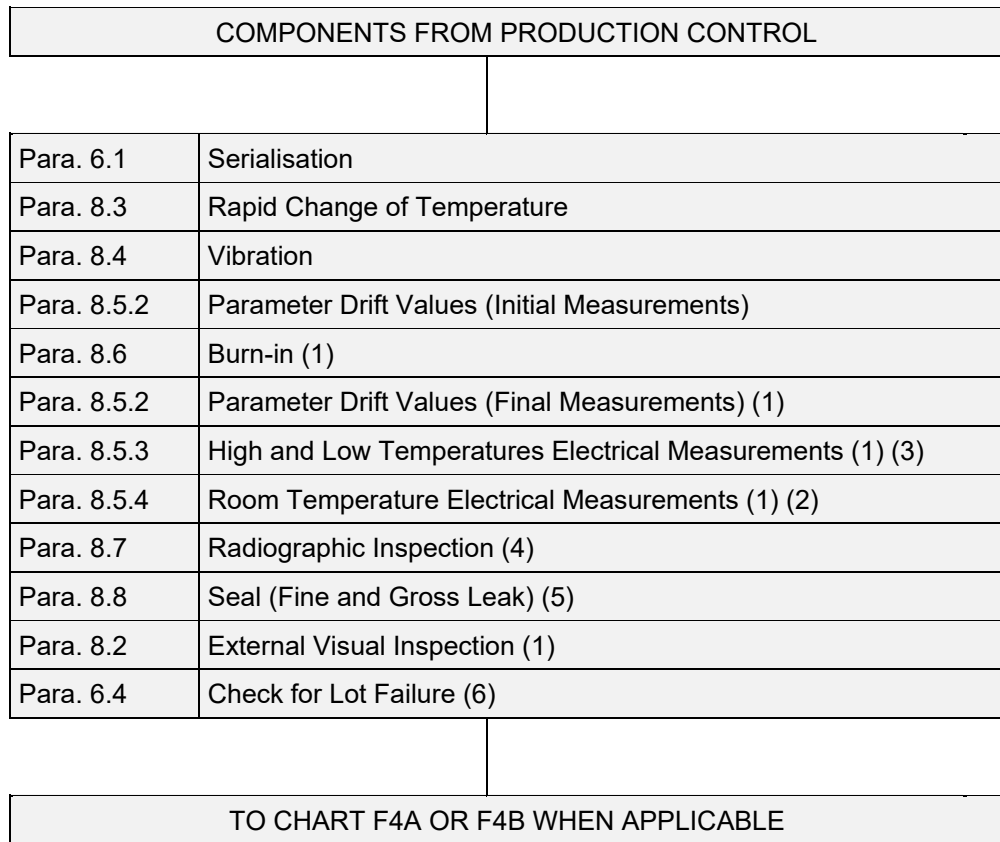 COMPONENTS FROM PRODUCTION CONTROL
Para. 6.1 Serialisation
Para. 8.3 Rapid Change of Temperature
Para. 8.4 Vibration
Para. 8.5.2 Parameter Drift Values (Initial Measurements)
Para. 8.6 Burn-in (1)
Para. 8.5.2 Parameter Drift Values (Final Measurements) (1)
Para. 8.5.3 High and Low Temperatures Electrical Measurements (1) (3)
Para. 8.5.4 Room Temperature Electrical Measurements (1) (2)
Para. 8.7 Radiographic Inspection (4)
Para. 8.8 Seal (Fine and Gross Leak) (5)
Para. 8.2 External Visual Inspection (1)
Para. 6.4 Check for Lot Failure (6)
TO CHART F4A OR F4B WHEN APPLICABLE